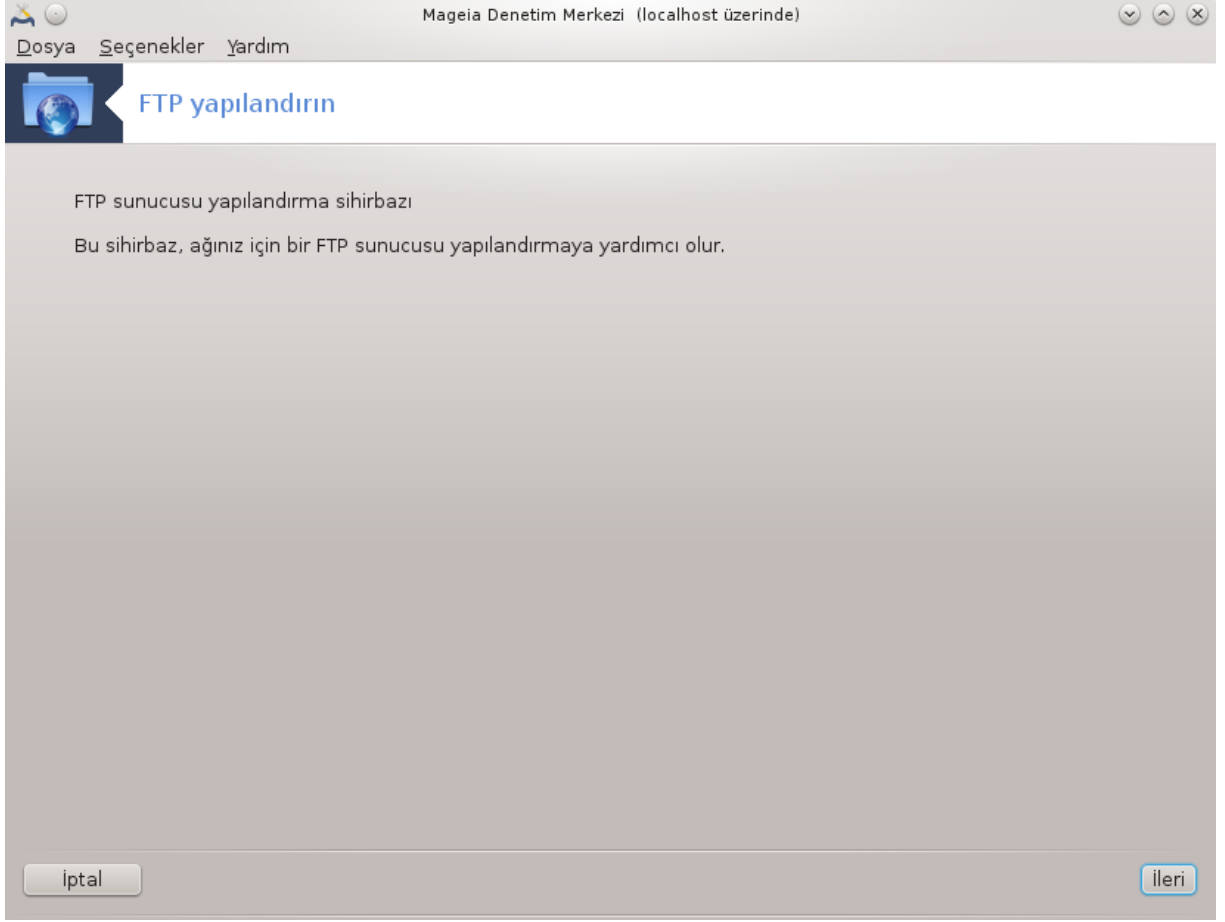 Mageia Denetim Merkezi (localhost üzerinde)
Dosya Seçenekler Yardım
FTP yapılandırın
FTP sunucusu yapılandırma sihirbazı
Bu sihirbaz, ağınız için bir FTP sunucusu yapılandırmaya yardımcı olur.
İptal
İleri